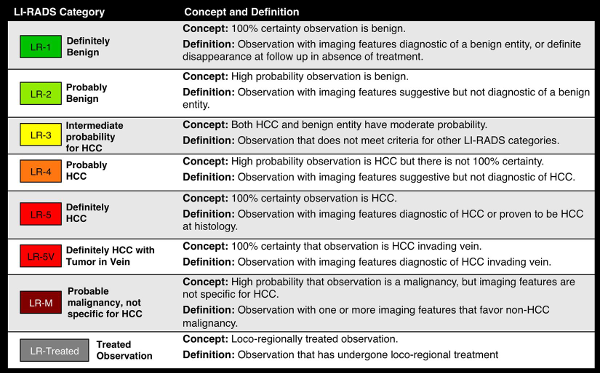 LI-RADS Category
Concept and Definition
LR-1
Definitely
Benign
Concept: 100% certainty observation is benign.
Definition: Observation with imaging features diagnostic of a benign entity, or definite
disappearance at follow up in absence of treatment.
LR-2
Probably
Benign
Concept: High probability observation is benign.
Definition: Observation with imaging features suggestive but not diagnostic of a benign
entity.
LR-3
Intermediate
probability
for HCC
Concept: Both HCC and benign entity have moderate probability.
Definition: Observation that does not meet criteria for other LI-RADS categories.
LR-4
Probably
HCC
Concept: High probability observation is HCC but there is not 100% certainty.
Definition: Observation with imaging features suggestive but not diagnostic of HCC.
LR-5
Definitely
HCC
Concept: 100% certainty observation is HCC.
Definition: Observation with imaging features diagnostic of HCC or proven to be HCC
at histology.
LR-5V
Definitely HCC with
Tumor in Vein
Concept: 100% certainty that observation is HCC invading vein.
Definition: Observation with imaging features diagnostic of HCC invading vein.
LR-M
Probable
malignancy, not
specific for HCC
Concept: High probability that observation is a malignancy, but imaging features are
not specific for HCC.
Definition: Observation with one or more imaging features that favor non-HCC
malignancy.
LR-Treated
Treated
Observation
Concept: Loco-regionally treated observation.
Definition: Observation that has undergone loco-regional treatment